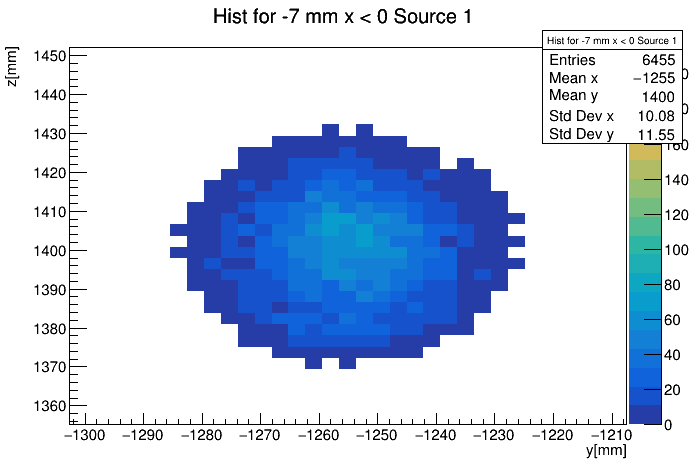 Hist for -7 mm x < 0 Source 1
Hist for -7 mm x < 0 Source 1
Entries 6455
Mean x −1255
Mean y 1400
Std Dev x 10.08
Std Dev y 11.55
z[mm]
1450
1440
1430
1420
1410
1400
1390
1380
1370
1360
−1300 −1290 −1280 −1270 −1260 −1250 −1240 −1230 −1220 −1210
y[mm]
160
140
120
100
80
60
40
20
0